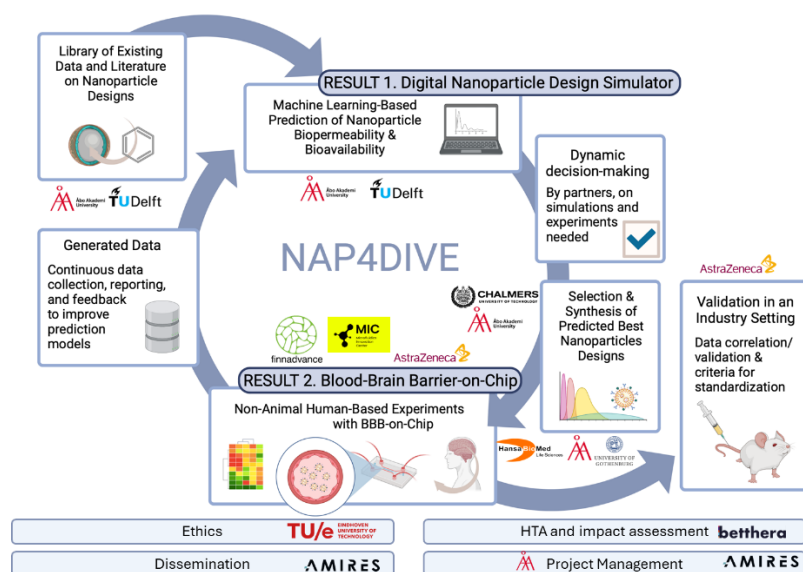 Library of Existing
Data and Literature
on Nanoparticle
Designs
Åbo Akademi
University
TUDelft
RESULT 1. Digital Nanoparticle Design Simulator
Machine Learning-Based
Prediction of Nanoparticle
Biopermeability &
Bioavailability
Åbo Akademi
University
TUDelft
Dynamic
decision-making
By partners, on
simulations and
experiments
needed
Generated Data
Continuous data
collection, reporting,
and feedback
to improve
prediction
models
NAP4DIVE
CHALMERS
UNIVERSITY OF TECHNOLOGY
Åbo Akademi
University
Selection &
Synthesis of
Predicted Best
Nanoparticles
Designs
AstraZeneca
Validation in an
Industry Setting
Data correlation/
validation &
criteria for
standardization
finnadvance
MIC
AstraZeneca
RESULT 2. Blood-Brain Barrier-on-Chip
Non-Animal Human-Based Experiments
with BBB-on-Chip
HansaBioMed
Life Sciences
UNIVERSITY OF
GOTHENBURG
Ethics
TU/e
EINDHOVEN
UNIVERSITY OF
TECHNOLOGY
HTA and impact assessment
betthera
Dissemination
AMIRES
Project Management
AMIRES